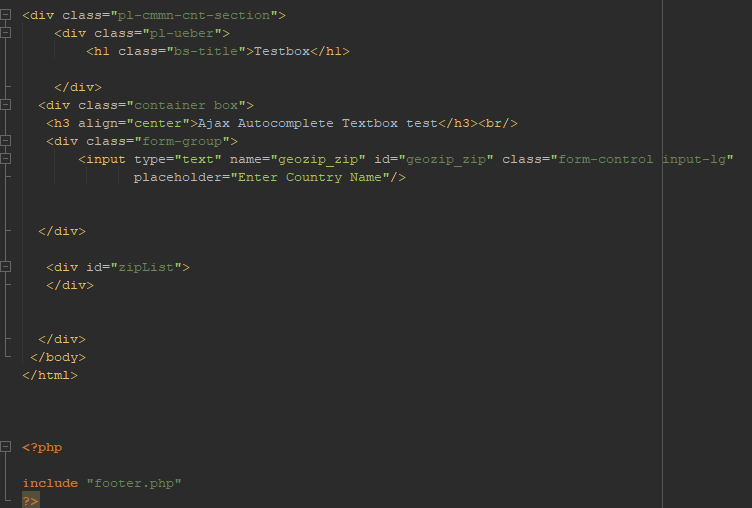 <div class="pl-cmmn-cnt-section">
<div class="pl-ueber">
<h1 class="bs-title">Testbox</h1>
</div>
<div class="container box">
<h3 align="center">Ajax Autocomplete Textbox test</h3><br/>
<div class="form-group">
<input type="text" name="geozip_zip" id="geozip_zip" class="form-control input-lg"
placeholder="Enter Country Name"/>
</div>
<div id="zipList">
</div>
</div>
</body>
</html>
<?php
include "footer.php"
?>